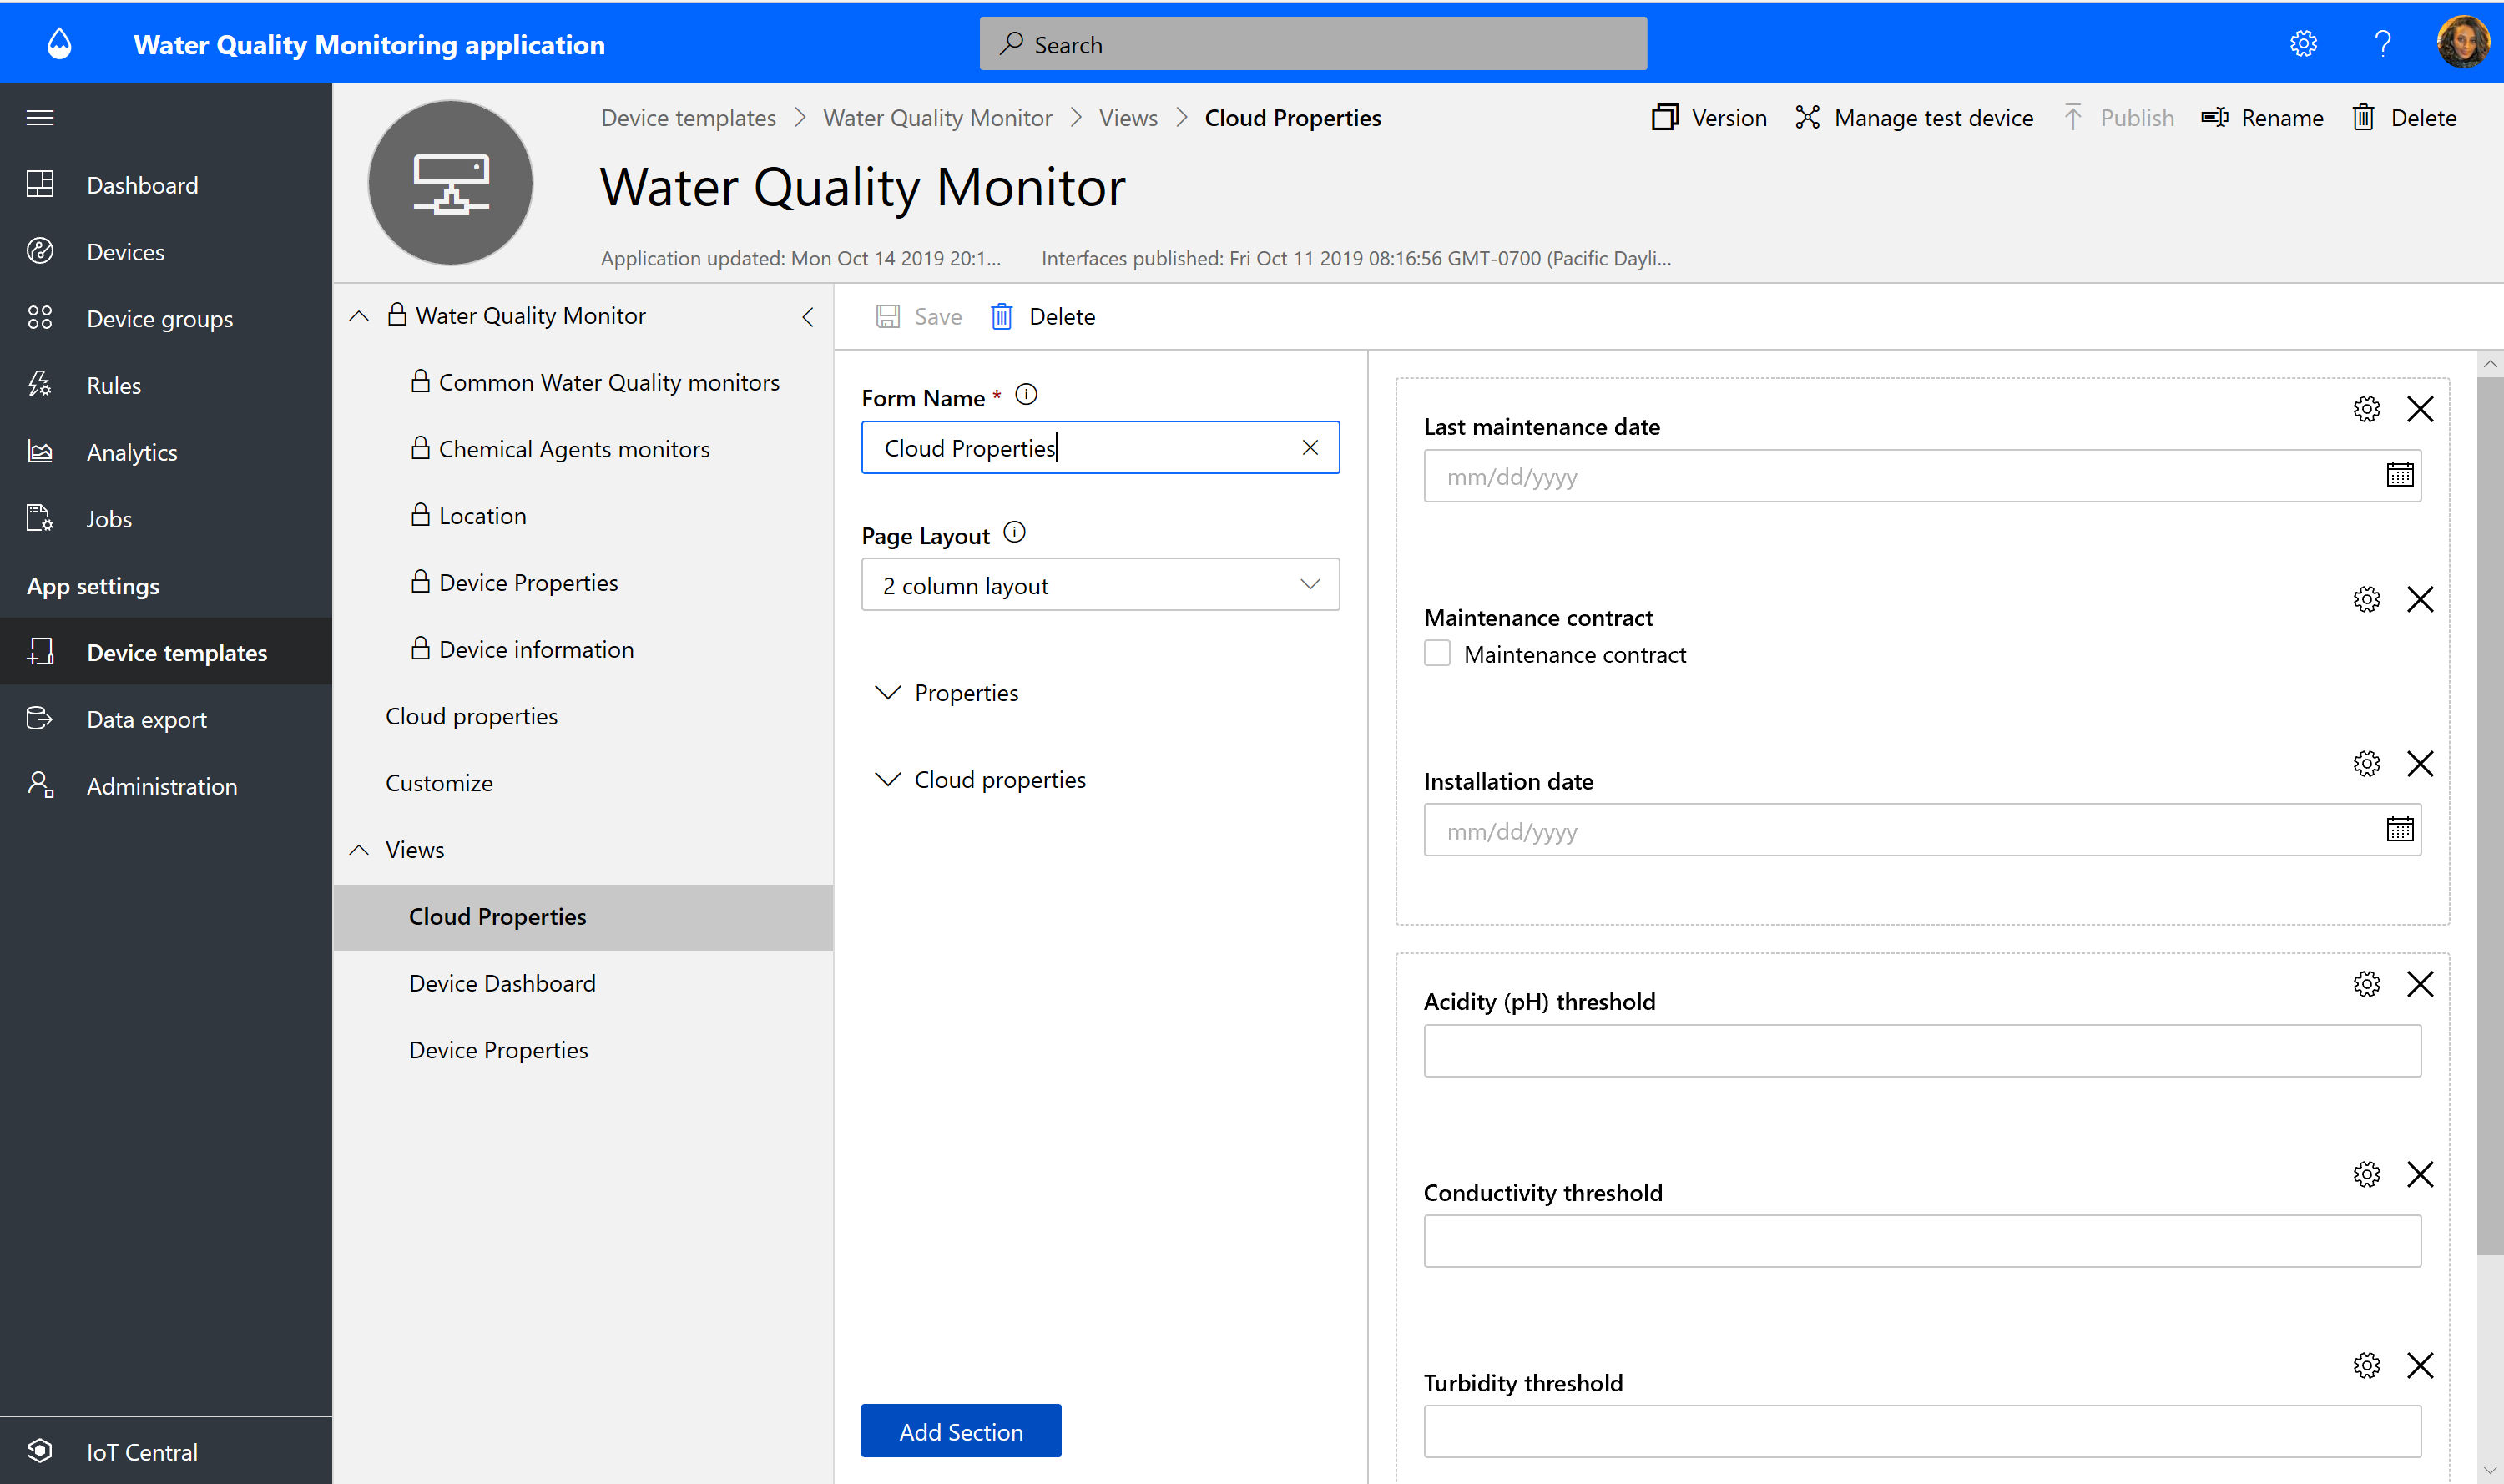 Water Quality Monitoring application
Search
Dashboard
Devices
Device groups
Rules
Analytics
Jobs
App settings
Device templates
Data export
Administration
IoT Central
Device templates > Water Quality Monitor > Views > Cloud Properties
Version
Manage test device
Publish
Rename
Delete
Water Quality Monitor
Application updated: Mon Oct 14 2019 20:1...
Interfaces published: Fri Oct 11 2019 08:16:56 GMT-0700 (Pacific Dayli...
Water Quality Monitor
Common Water Quality monitors
Chemical Agents monitors
Location
Device Properties
Device information
Cloud properties
Customize
Views
Cloud Properties
Device Dashboard
Device Properties
Save
Delete
Form Name *
Cloud Properties
Page Layout
2 column layout
Properties
Cloud properties
Add Section
Last maintenance date
mm/dd/yyyy
Maintenance contract
Maintenance contract
Installation date
mm/dd/yyyy
Acidity (pH) threshold
Conductivity threshold
Turbidity threshold